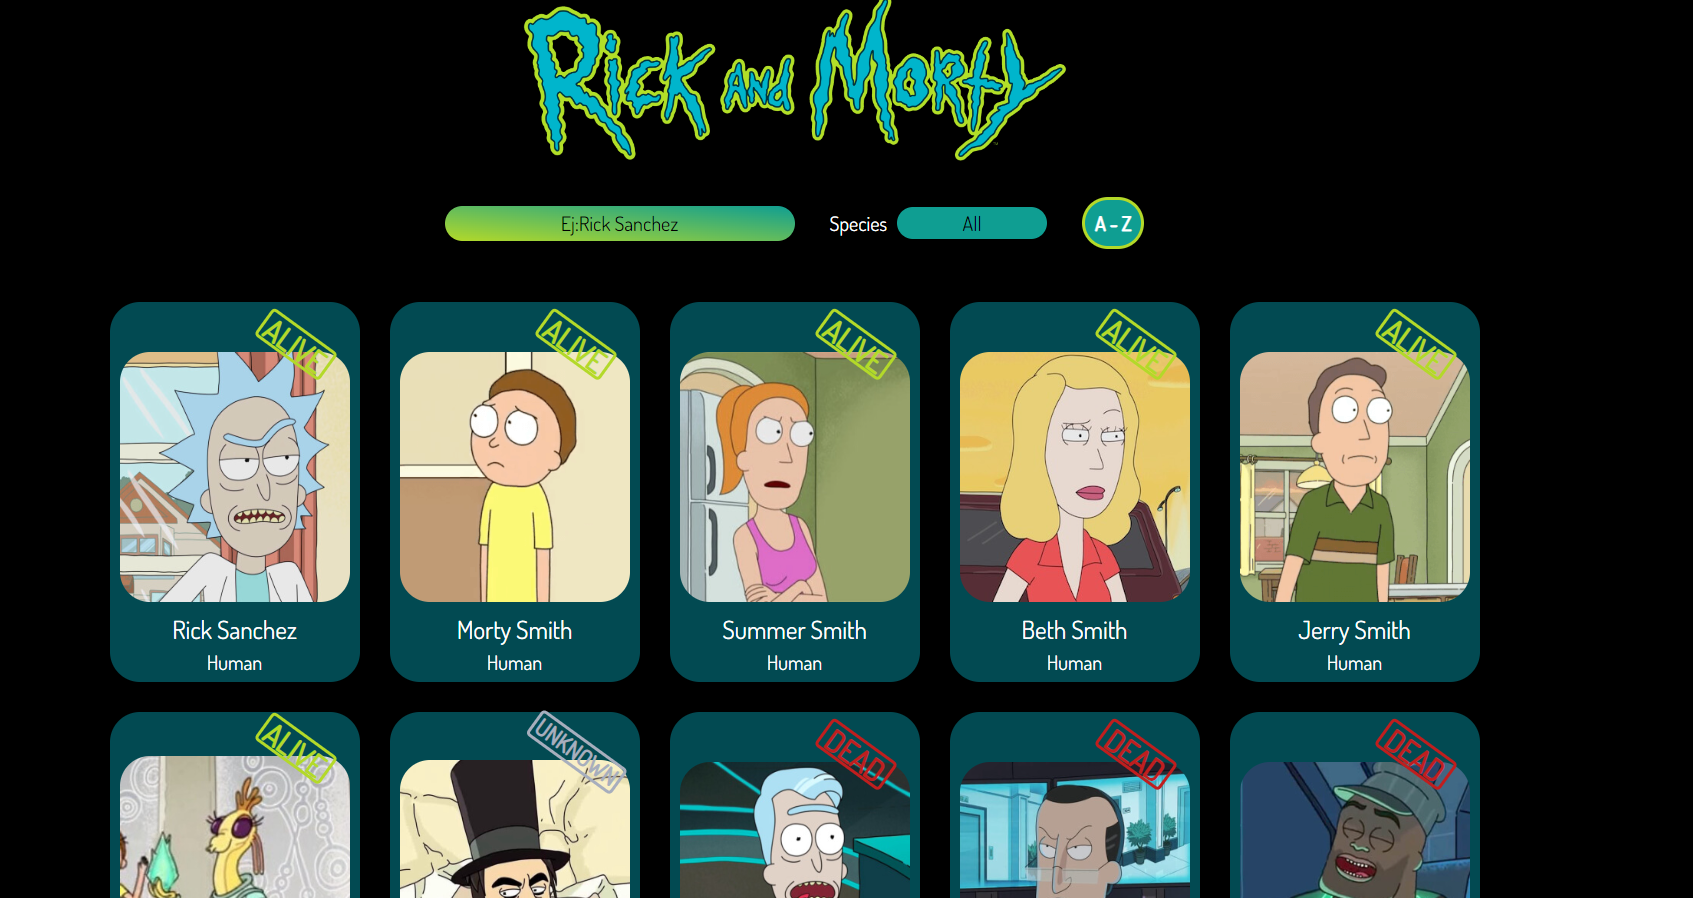 Rick and Morty
Ej:Rick Sanchez
Species
All
A-Z
ALIVE
ALIVE
ALIVE
ALIVE
ALIVE
Rick Sanchez
Morty Smith
Summer Smith
Beth Smith
Jerry Smith
Human
Human
Human
Human
Human
ALIVE
UNKNOWN
DEAD
DEAD
DEAD